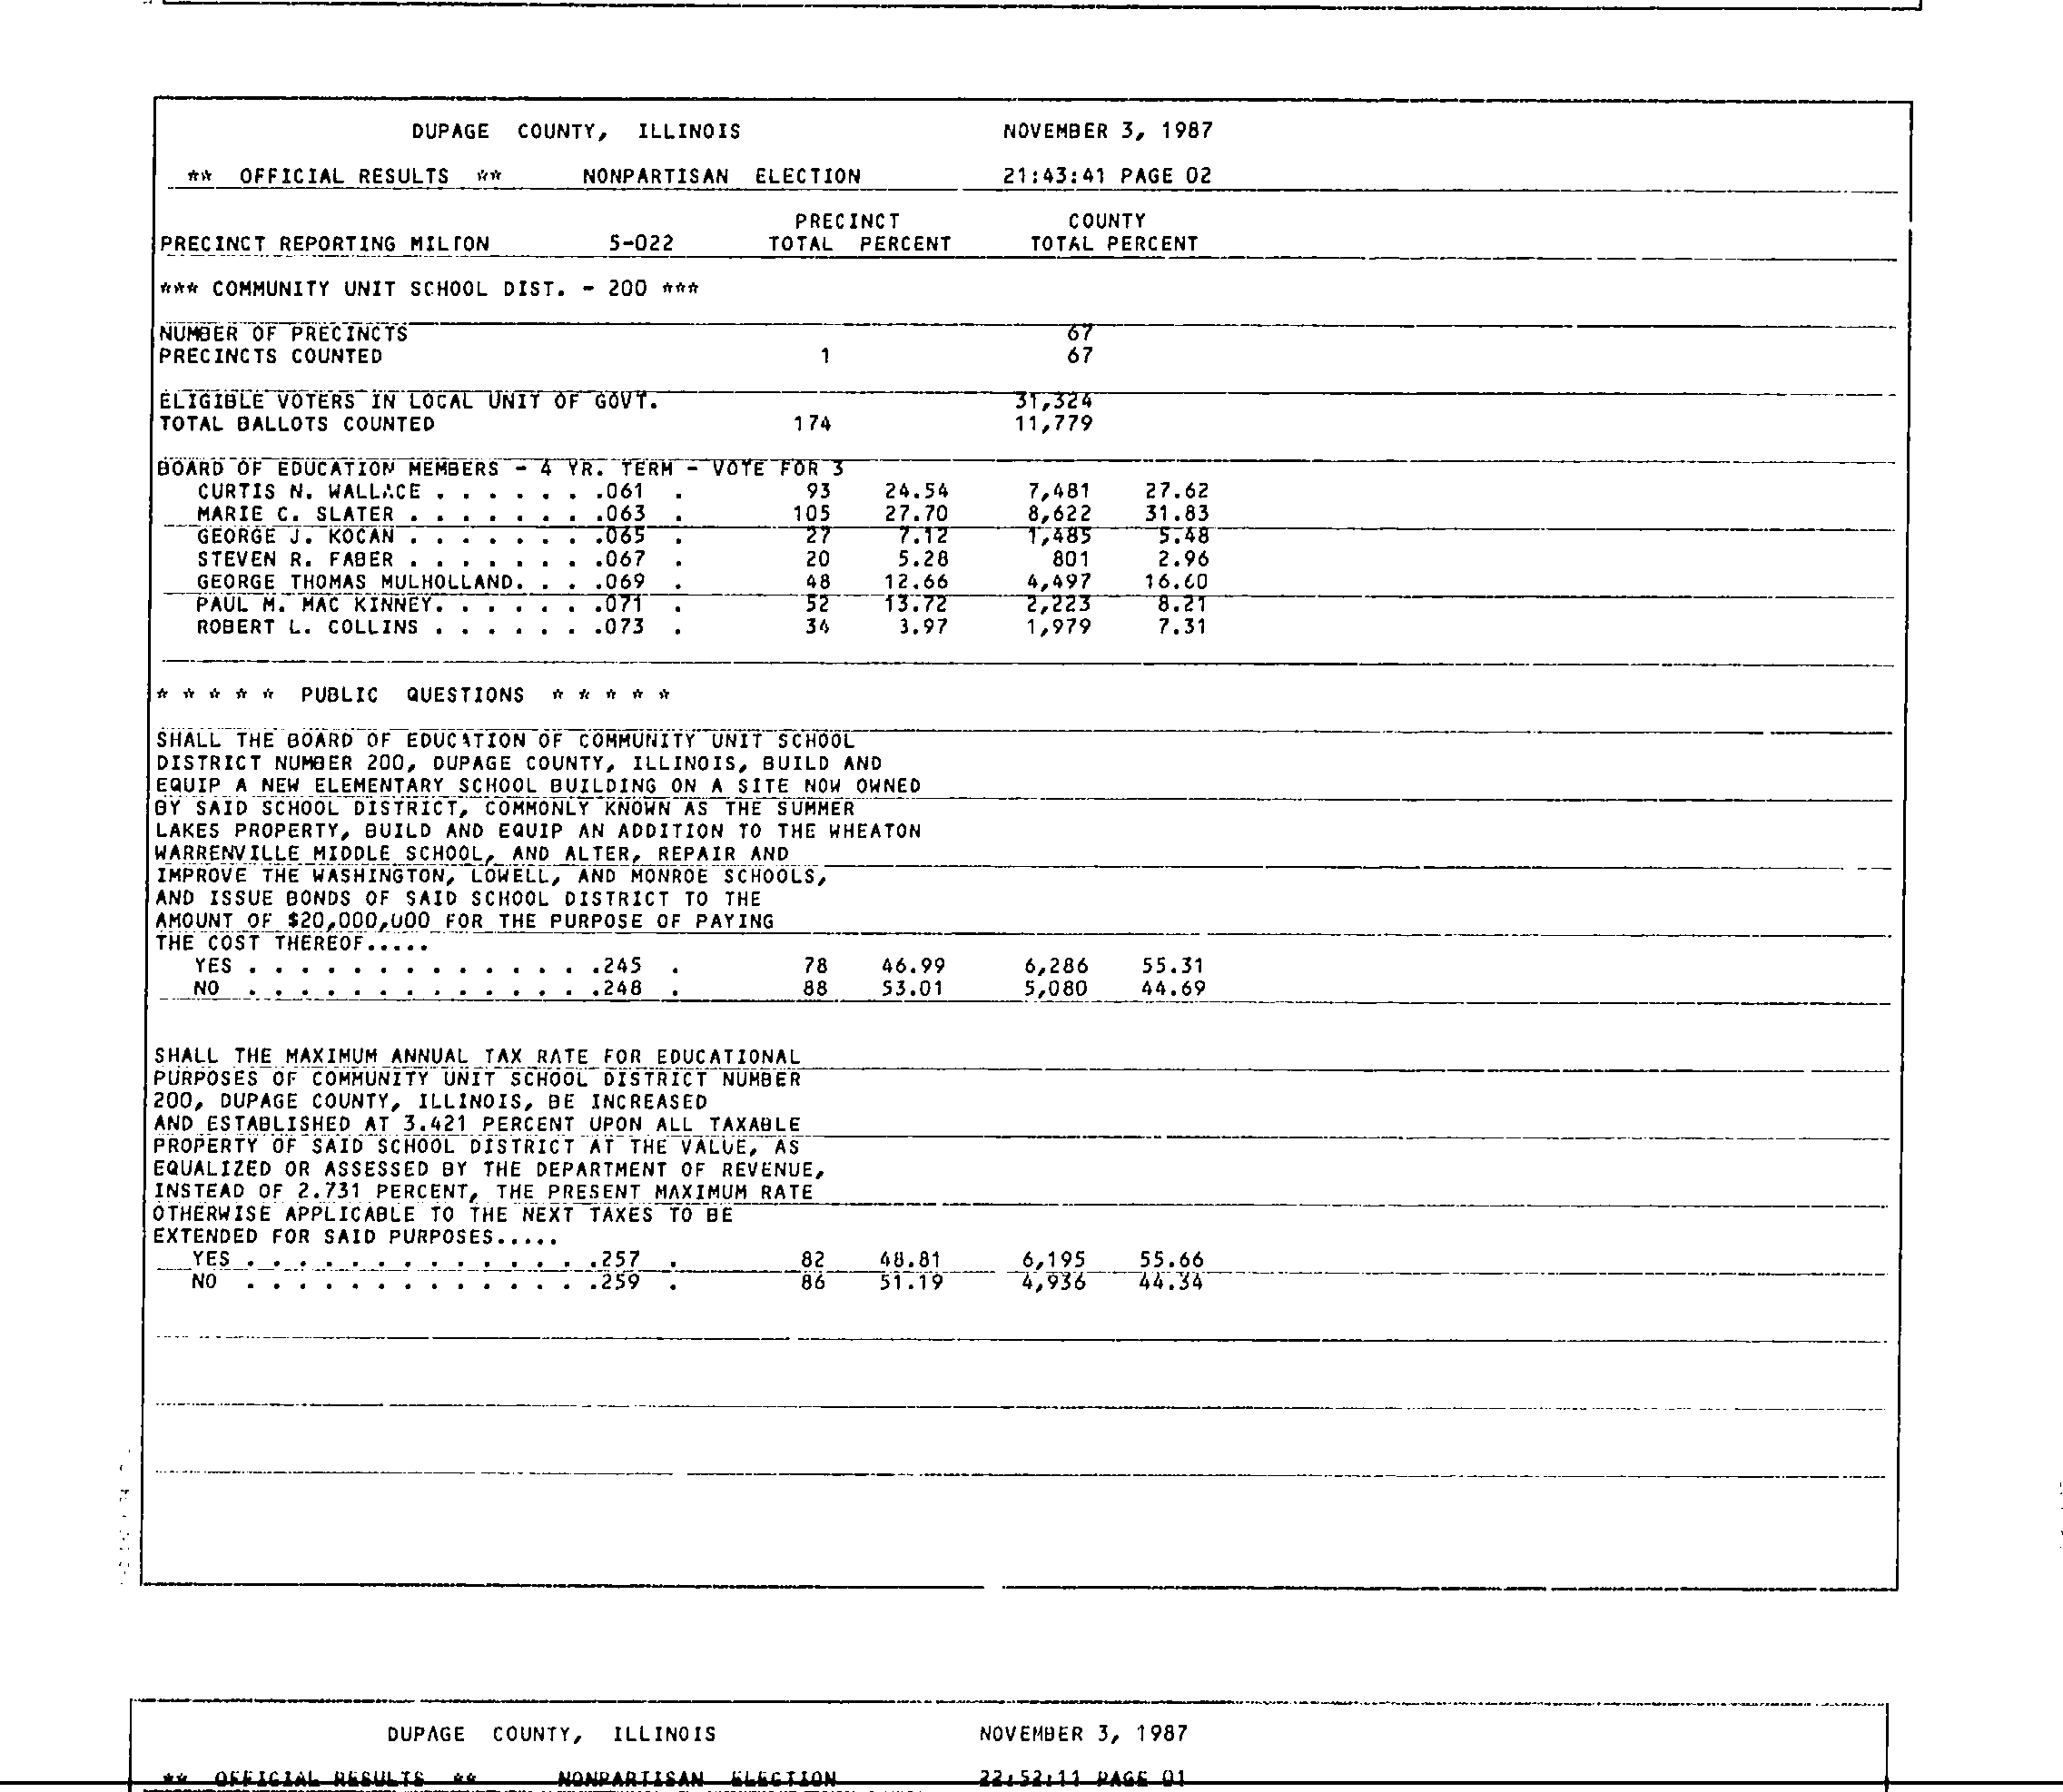 DUPAGE COUNTY, ILLINOIS NOVEMBER 3, 1987
** OFFICIAL RESULTS ** NONPARTISAN ELECTION 21:43:41 PAGE 02
PRECINCT COUNTY
PRECINCT REPORTING MILTON S-022 TOTAL PERCENT TOTAL PERCENT
*** COMMUNITY UNIT SCHOOL DIST. - 200 ***
NUMBER OF PRECINCTS 67
PRECINCTS COUNTED 1 67
ELIGIBLE VOTERS IN LOCAL UNIT OF GOVT. 31,324
TOTAL BALLOTS COUNTED 174 11,779
BOARD OF EDUCATION MEMBERS - 4 YR. TERM - VOTE FOR 3
CURTIS N. WALLACE . . . . . . .061 . 93 24.54 7,481 27.62
MARIE C. SLATER . . . . . . . .063 . 105 27.70 8,622 31.83
GEORGE J. KOCAN . . . . . . . .065 . 27 7.12 1,485 5.48
STEVEN R. FABER . . . . . . . .067 . 20 5.28 801 2.96
GEORGE THOMAS MULHOLLAND. . . .069 . 48 12.66 4,497 16.60
PAUL M. MAC KINNEY. . . . . . .071 . 52 13.72 2,223 8.21
ROBERT L. COLLINS . . . . . . .073 . 34 3.97 1,979 7.31
* * * * * PUBLIC QUESTIONS * * * * *
SHALL THE BOARD OF EDUCATION OF COMMUNITY UNIT SCHOOL
DISTRICT NUMBER 200, DUPAGE COUNTY, ILLINOIS, BUILD AND
EQUIP A NEW ELEMENTARY SCHOOL BUILDING ON A SITE NOW OWNED
BY SAID SCHOOL DISTRICT, COMMONLY KNOWN AS THE SUMMER
LAKES PROPERTY, BUILD AND EQUIP AN ADDITION TO THE WHEATON
WARRENVILLE MIDDLE SCHOOL, AND ALTER, REPAIR AND
IMPROVE THE WASHINGTON, LOWELL, AND MONROE SCHOOLS,
AND ISSUE BONDS OF SAID SCHOOL DISTRICT TO THE
AMOUNT OF $20,000,000 FOR THE PURPOSE OF PAYING
THE COST THEREOF.....
YES . . . . . . . . . . . . . .245 . 78 46.99 6,286 55.31
NO . . . . . . . . . . . . . .248 . 88 53.01 5,080 44.69
SHALL THE MAXIMUM ANNUAL TAX RATE FOR EDUCATIONAL
PURPOSES OF COMMUNITY UNIT SCHOOL DISTRICT NUMBER
200, DUPAGE COUNTY, ILLINOIS, BE INCREASED
AND ESTABLISHED AT 3.421 PERCENT UPON ALL TAXABLE
PROPERTY OF SAID SCHOOL DISTRICT AT THE VALUE, AS
EQUALIZED OR ASSESSED BY THE DEPARTMENT OF REVENUE,
INSTEAD OF 2.731 PERCENT, THE PRESENT MAXIMUM RATE
OTHERWISE APPLICABLE TO THE NEXT TAXES TO BE
EXTENDED FOR SAID PURPOSES.....
YES . . . . . . . . . . . . . .257 . 82 48.81 6,195 55.66
NO . . . . . . . . . . . . . .259 . 86 51.19 4,936 44.34
DUPAGE COUNTY, ILLINOIS NOVEMBER 3, 1987
** OFFICIAL RESULTS ** NONPARTISAN ELECTION 22:52:11 PAGE 01